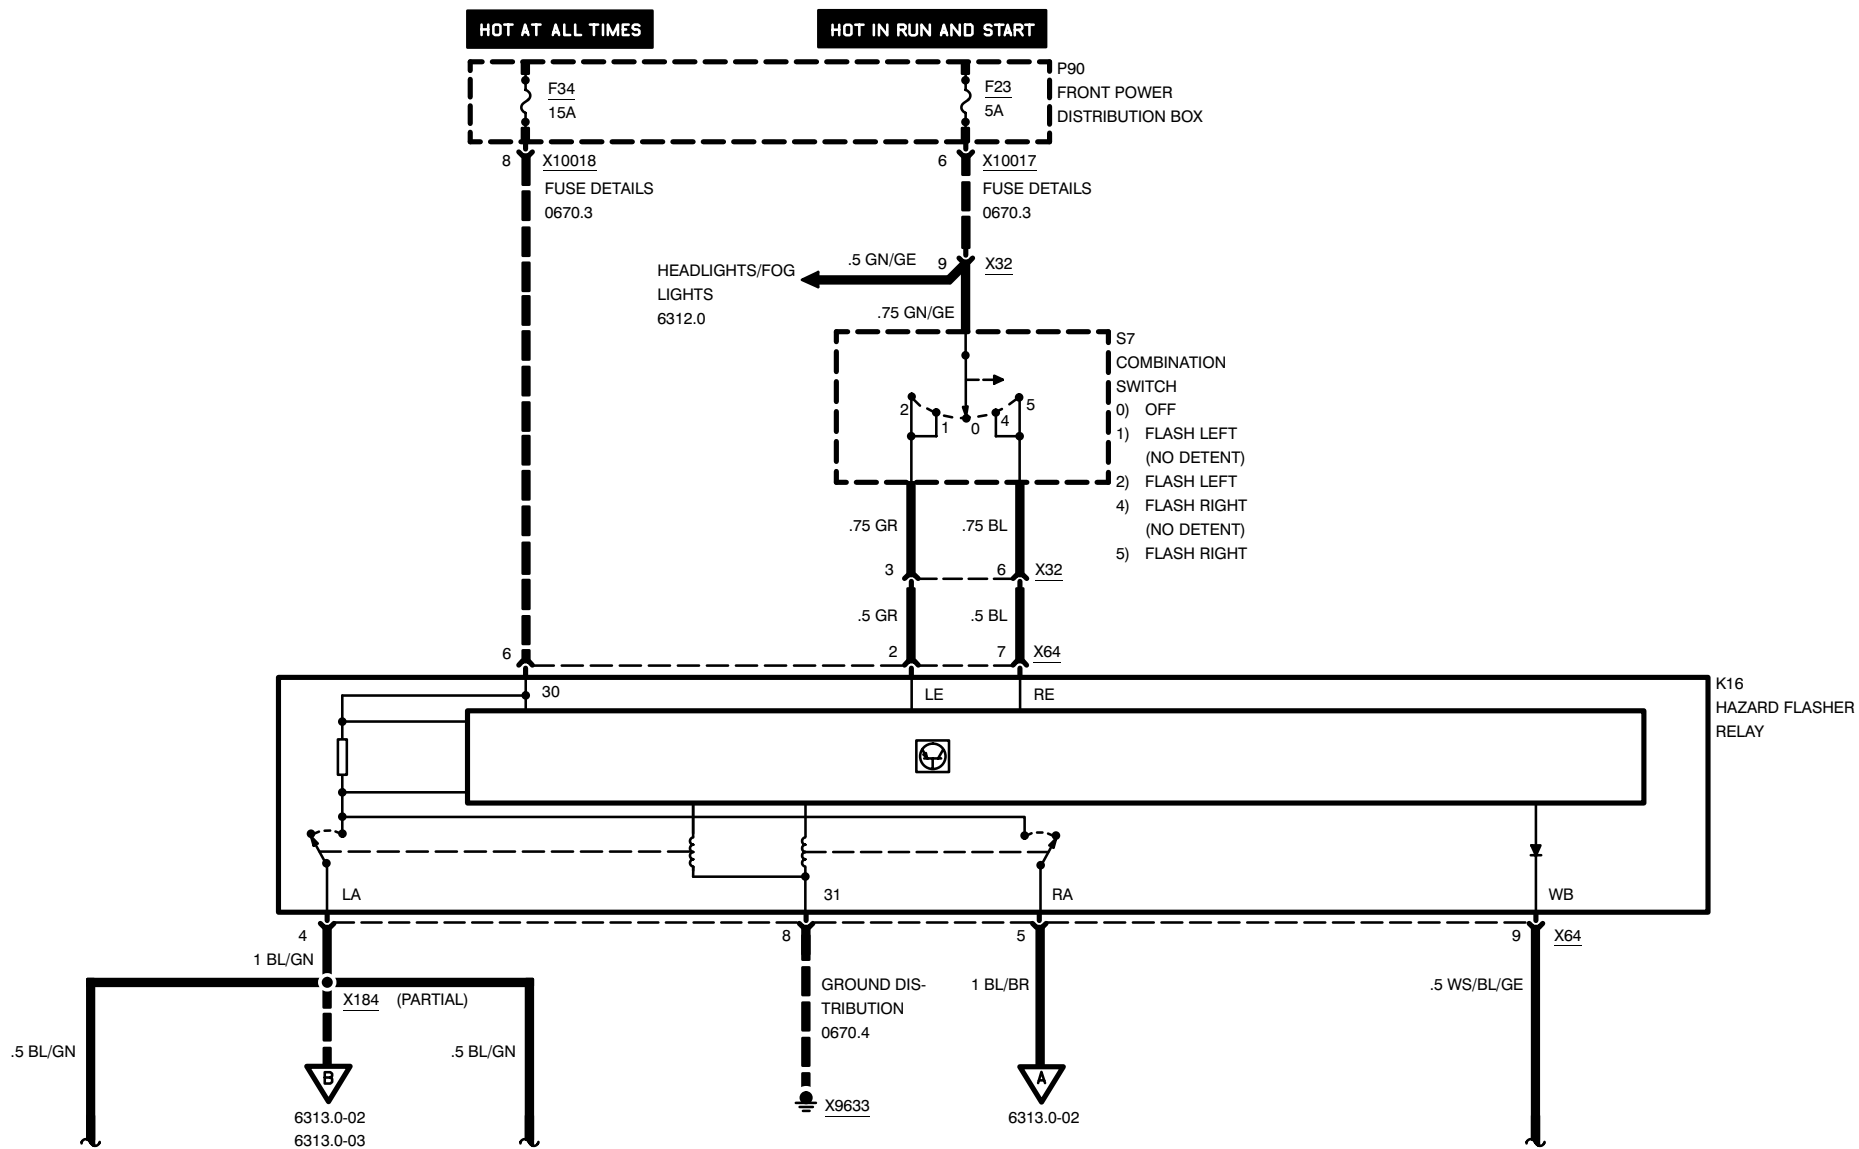 HOT AT ALL TIMES
HOT IN RUN AND START
F34
15A
F23
5A
P90
FRONT POWER
DISTRIBUTION BOX
8 X10018
FUSE DETAILS
0670.3
6 X10017
FUSE DETAILS
0670.3
HEADLIGHTS/FOG
LIGHTS
6312.0
.5 GN/GE
9 X32
.75 GN/GE
S7
COMBINATION
SWITCH
0) OFF
1) FLASH LEFT
(NO DETENT)
2) FLASH LEFT
4) FLASH RIGHT
(NO DETENT)
5) FLASH RIGHT
2 1 0 4 5
.75 GR
.75 BL
3 6 X32
.5 GR
.5 BL
6 2 7 X64
30 LE RE
K16
HAZARD FLASHER
RELAY
LA 31 RA WB
4 8 5 9 X64
1 BL/GN
X184 (PARTIAL)
.5 BL/GN
.5 BL/GN
B
6313.0-02
6313.0-03
GROUND DIS-
TRIBUTION
0670.4
X9633
1 BL/BR
A
6313.0-02
.5 WS/BL/GE